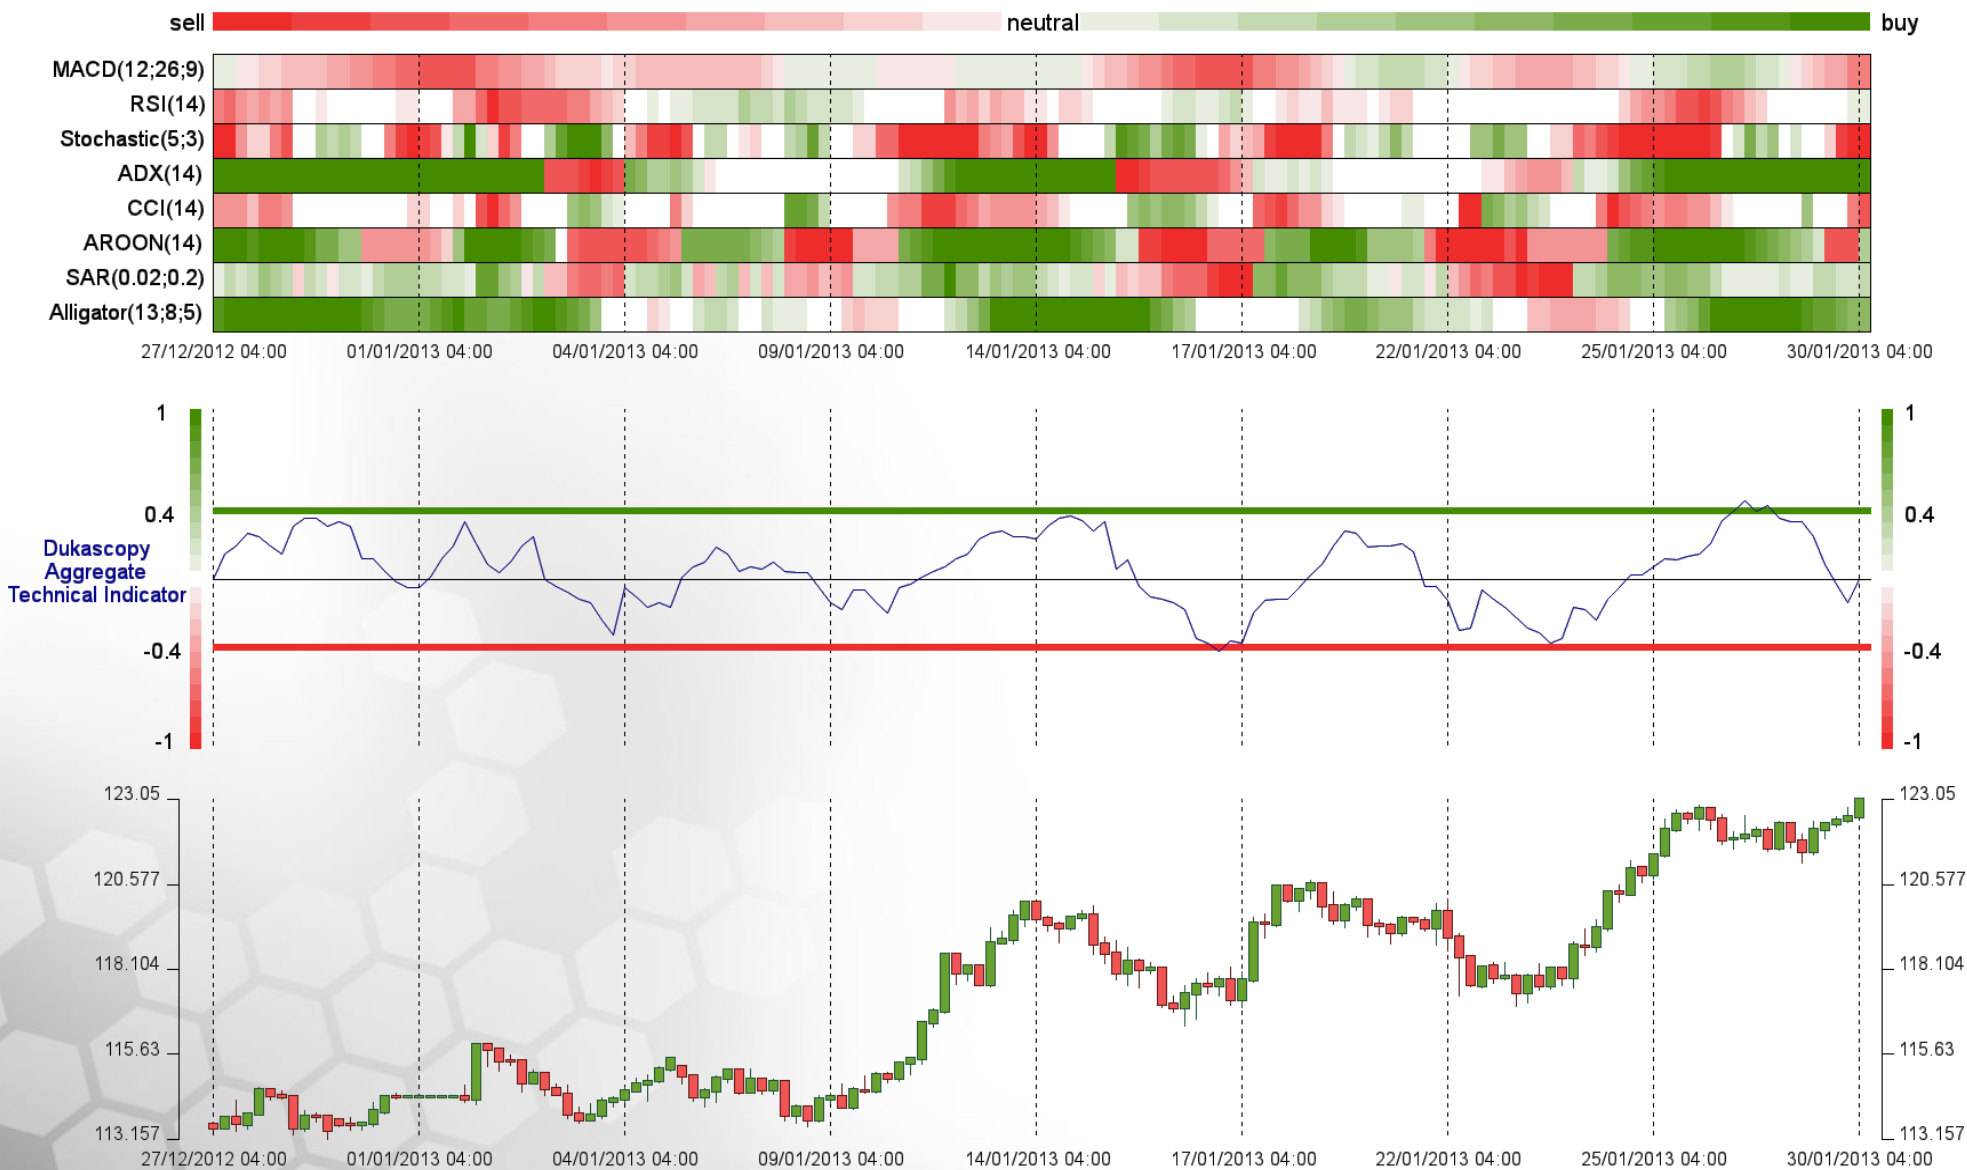 sell neutral buy
MACD(12;26;9)
RSI(14)
Stochastic(5;3)
ADX(14)
CCI(14)
AROON(14)
SAR(0.02;0.2)
Alligator(13;8;5)
27/12/2012 04:00 01/01/2013 04:00 04/01/2013 04:00 09/01/2013 04:00 14/01/2013 04:00 17/01/2013 04:00 22/01/2013 04:00 25/01/2013 04:00 30/01/2013 04:00
1 1
0.4 0.4
Dukascopy
Aggregate
Technical Indicator
-0.4 -0.4
-1 -1
123.05 123.05
120.577 120.577
118.104 118.104
115.63 115.63
113.157 113.157
27/12/2012 04:00 01/01/2013 04:00 04/01/2013 04:00 09/01/2013 04:00 14/01/2013 04:00 17/01/2013 04:00 22/01/2013 04:00 25/01/2013 04:00 30/01/2013 04:00